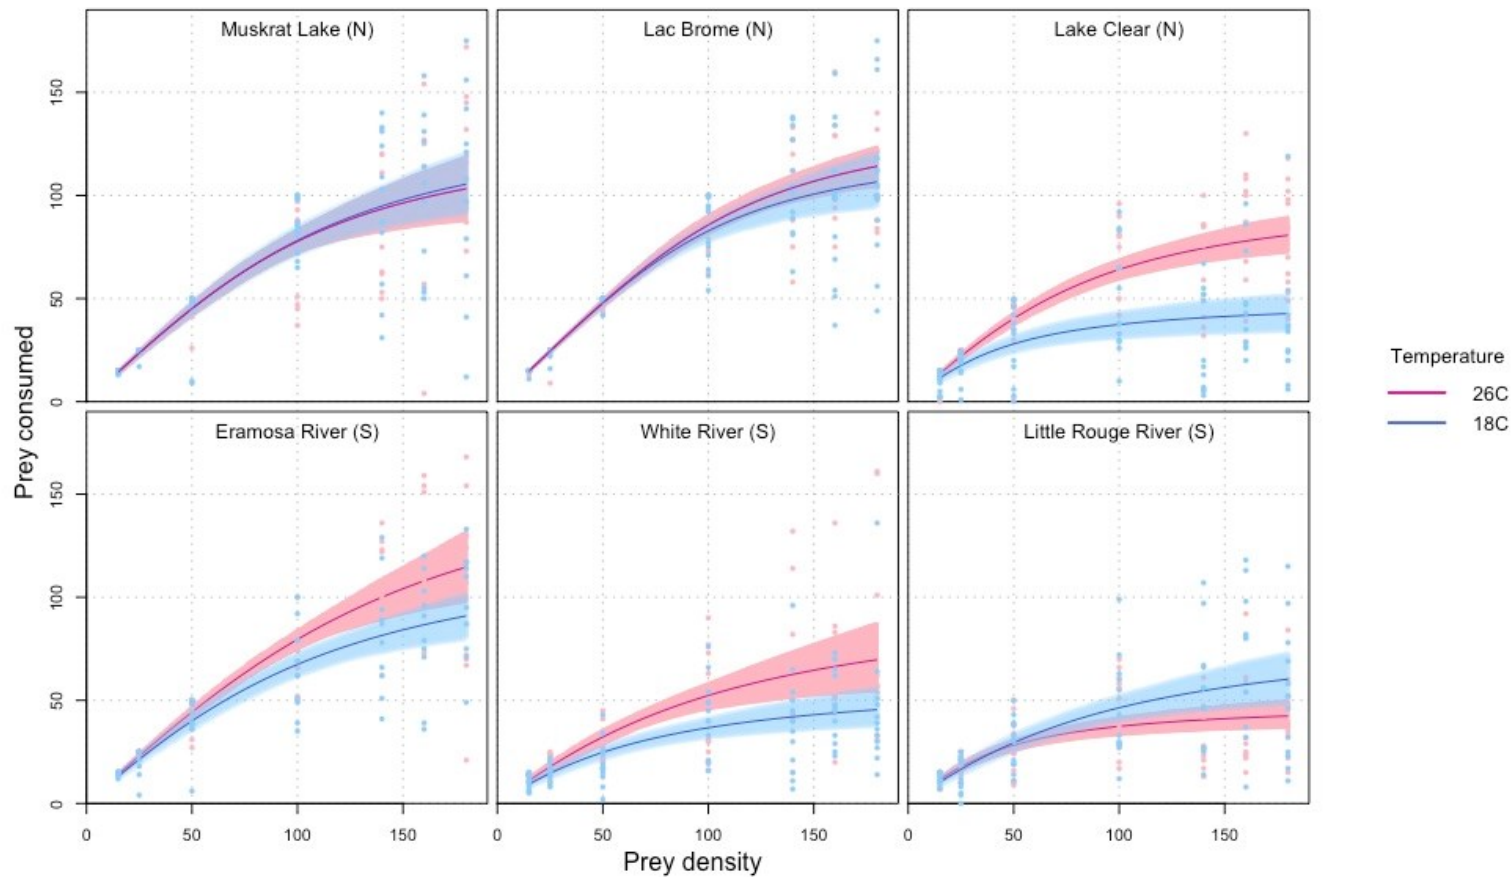 Muskrat Lake (N)
Lac Brome (N)
Lake Clear (N)
150
100
50
0
Eramosa River (S)
White River (S)
Little Rouge River (S)
150
100
50
0
Prey consumed
0 50 100 150
0 50 100 150
0 50 100 150
Prey density
Temperature
26C
18C